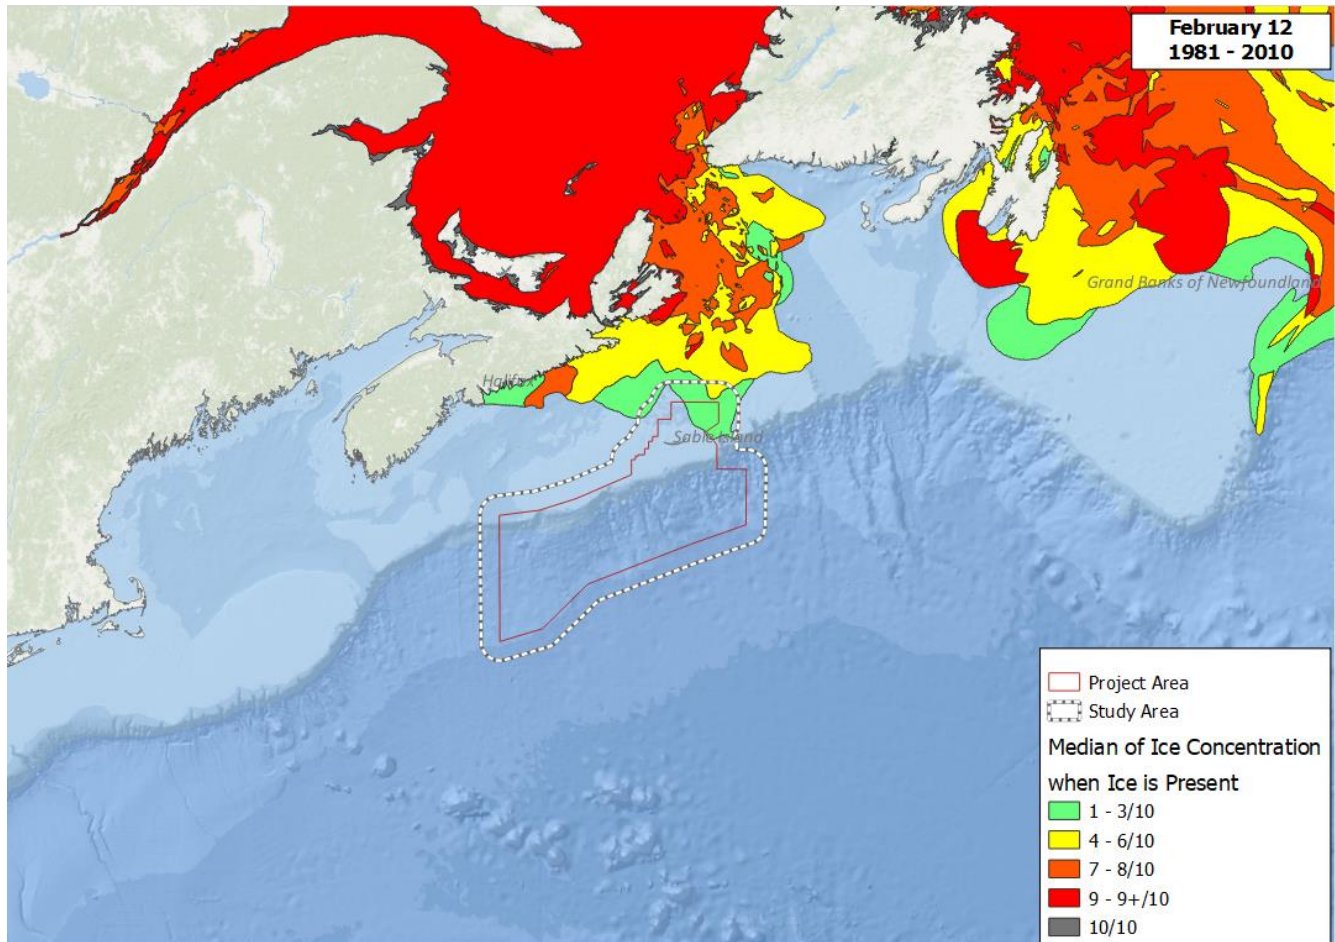 February 12
1981 - 2010
Grand Banks of Newfoundland
Halifax
Sable Island
Project Area
Study Area
Median of Ice Concentration
when Ice is Present
1 - 3/10
4 - 6/10
7 - 8/10
9 - 9+/10
10/10